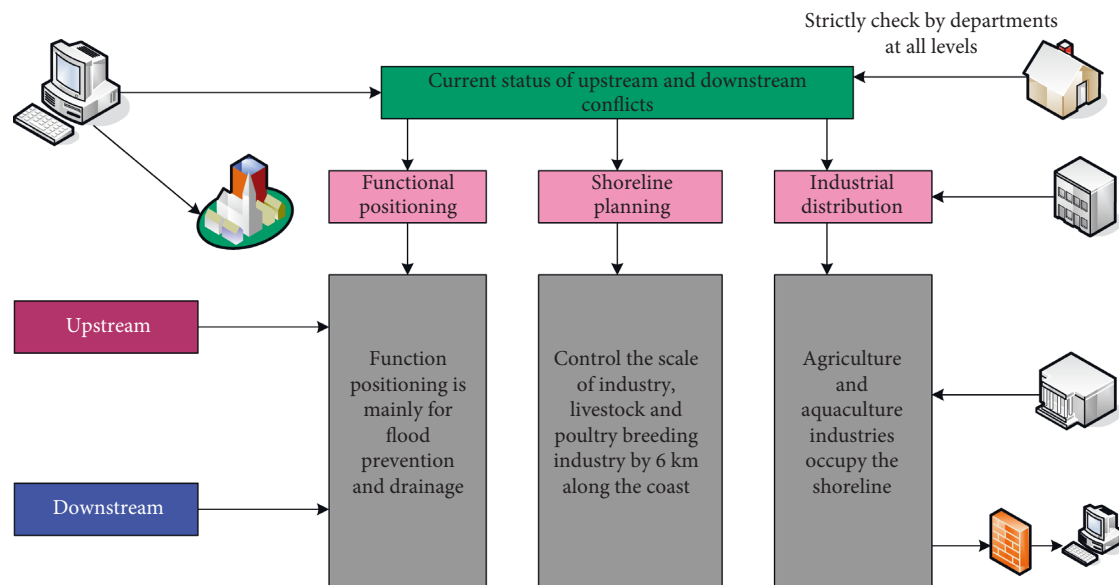 Strictly check by departments
at all levels
Current status of upstream and downstream
conflicts
Functional
positioning
Shoreline
planning
Industrial
distribution
Upstream
Downstream
Function
positioning is
mainly for
flood
prevention
and drainage
Control the scale
of industry,
livestock and
poultry breeding
industry by 6 km
along the coast
Agriculture
and
aquaculture
industries
occupy the
shoreline